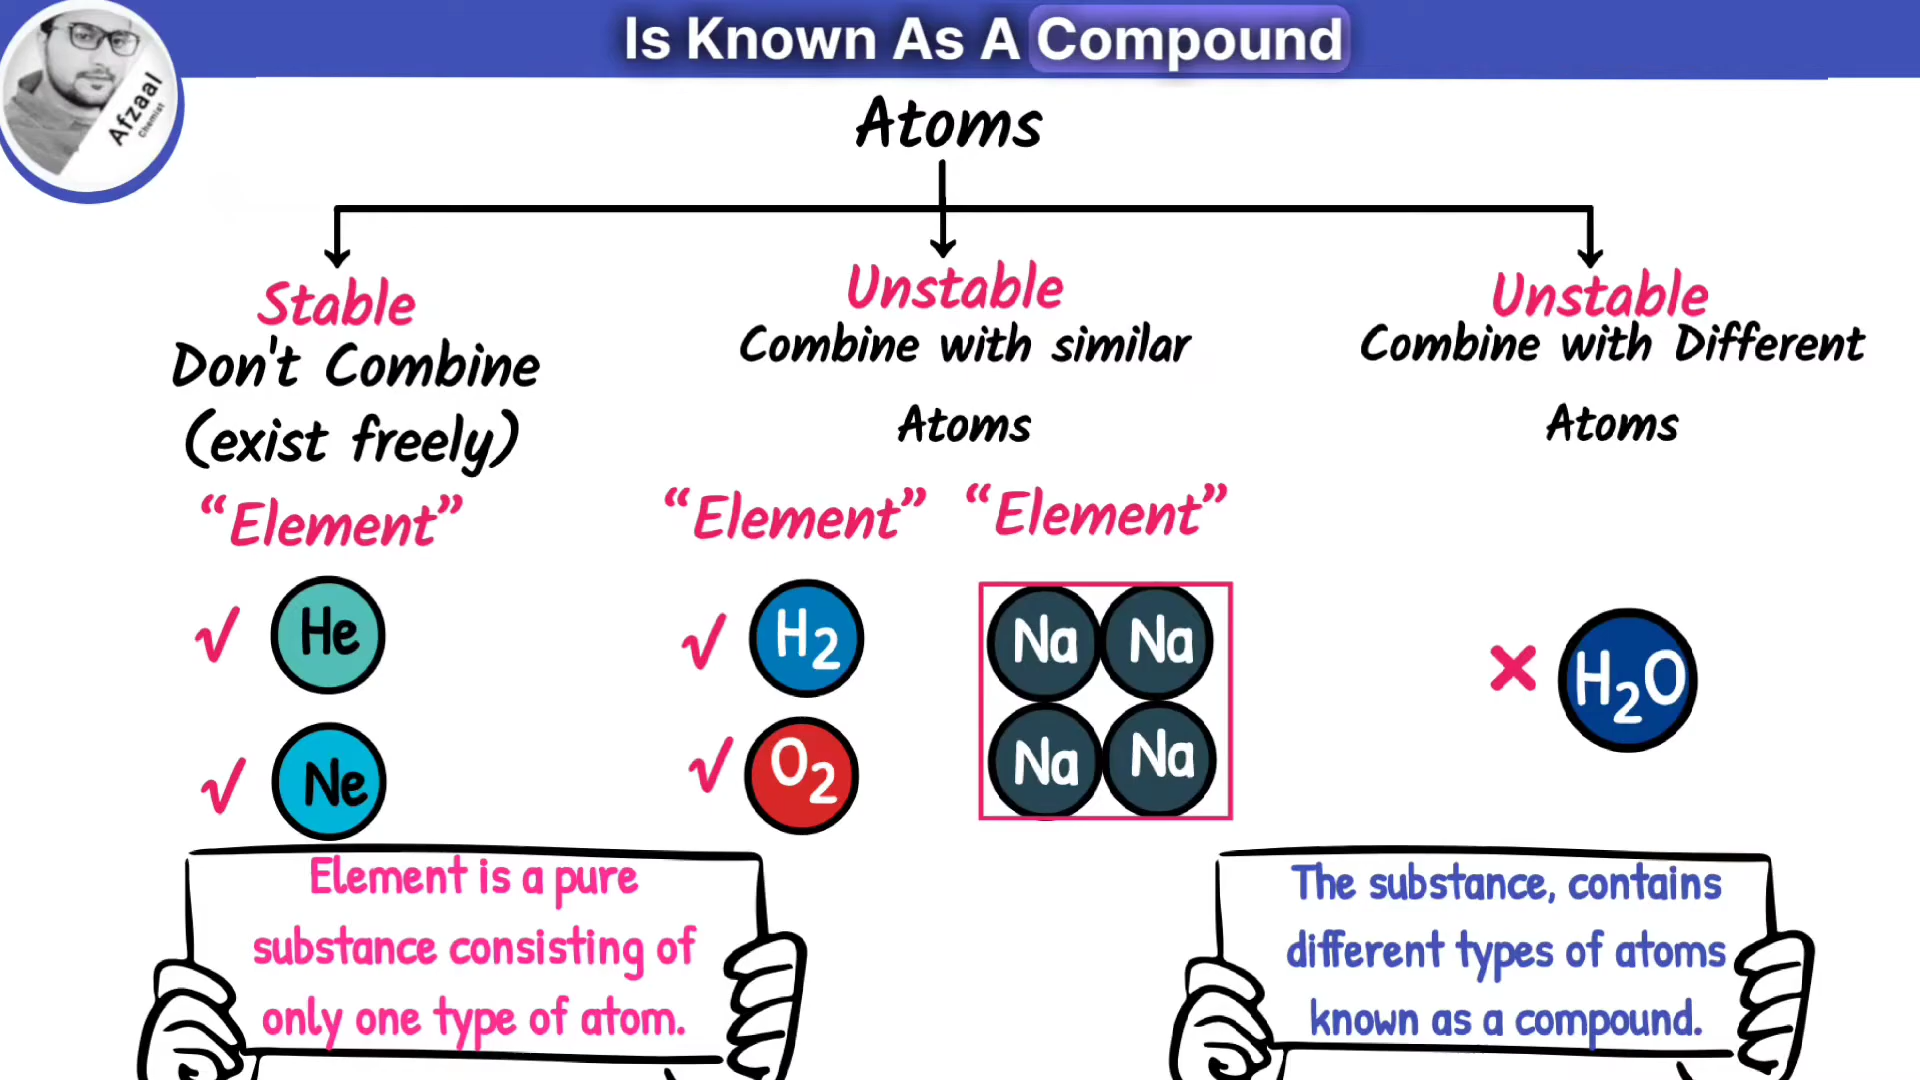 Is Known As A Compound
Afzaal
Chemist
Atoms
Stable
Don't Combine
(exist freely)
“Element”
He
Ne
Unstable
Combine with similar
Atoms
“Element” “Element”
H2
O2
Na Na
Na Na
Unstable
Combine with Different
Atoms
H2O
Element is a pure
substance consisting of
only one type of atom.
The substance, contains
different types of atoms
known as a compound.